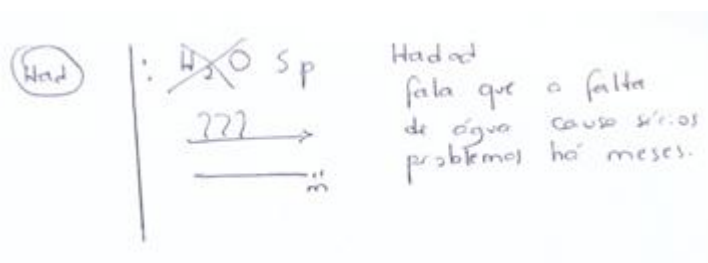 Had
: H₂O Sp
???
m̈
Hadad
fala que a falta
de água causa sérios
problemas há meses.